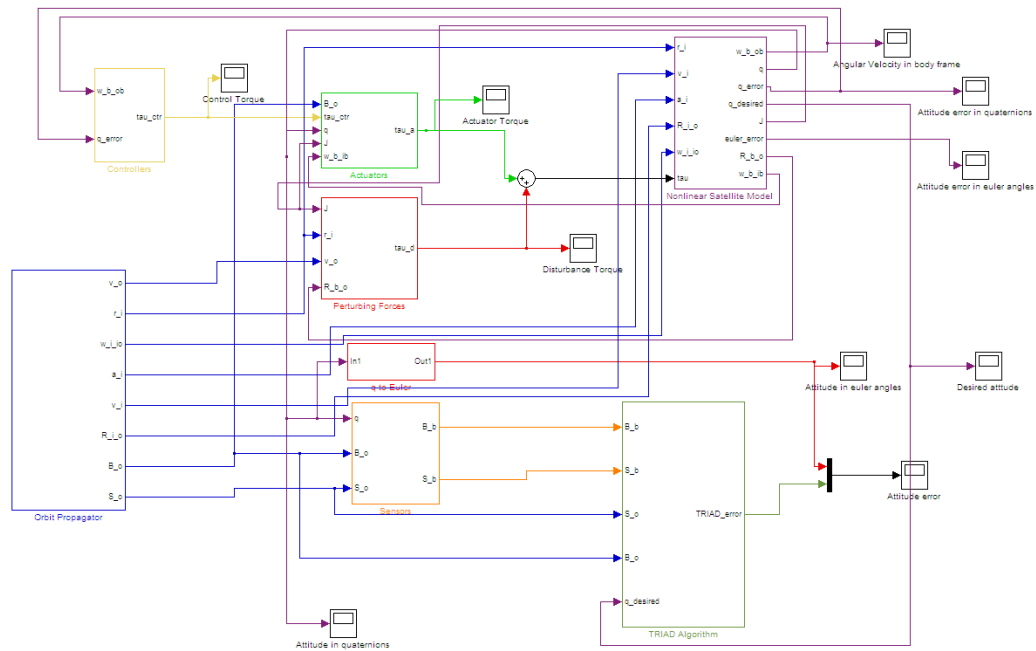 r_i
v_i
a_i
R_i_o
w_i_io
tau
w_b_ob
q
q_error
q_desired
J
euler_error
R_b_o
w_b_ib
Nonlinear Satellite Model
Angular Velocity in body frame
Attitude error in quaternions
Attitude error in euler angles
w_b_ob
q_error
tau_ctr
Controllers
Control Torque
B_o
tau_ctr
q
J
w_b_ib
tau_a
Actuators
Actuator Torque
+
+
J
r_i
v_o
R_b_o
tau_d
Perturbing Forces
Disturbance Torque
v_o
r_i
w_i_io
a_i
v_i
R_i_o
B_o
S_o
Orbit Propagator
In1
Out1
q to Euler
Attitude in euler angles
Desired atttude
q
B_o
S_o
B_b
S_b
Sensors
B_b
S_b
S_o
B_o
q_desired
TRIAD_error
TRIAD Algorithm
Attitude error
Attitude in quaternions